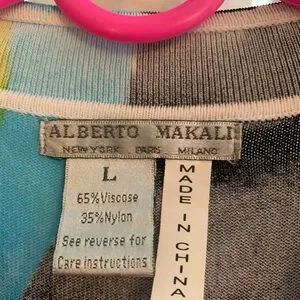 ALBERTO MAKALI
NEW YORK PARIS MILANO
L
65%Viscose
35%Nylon
See reverse for
Care instructions
MADE IN CHINA